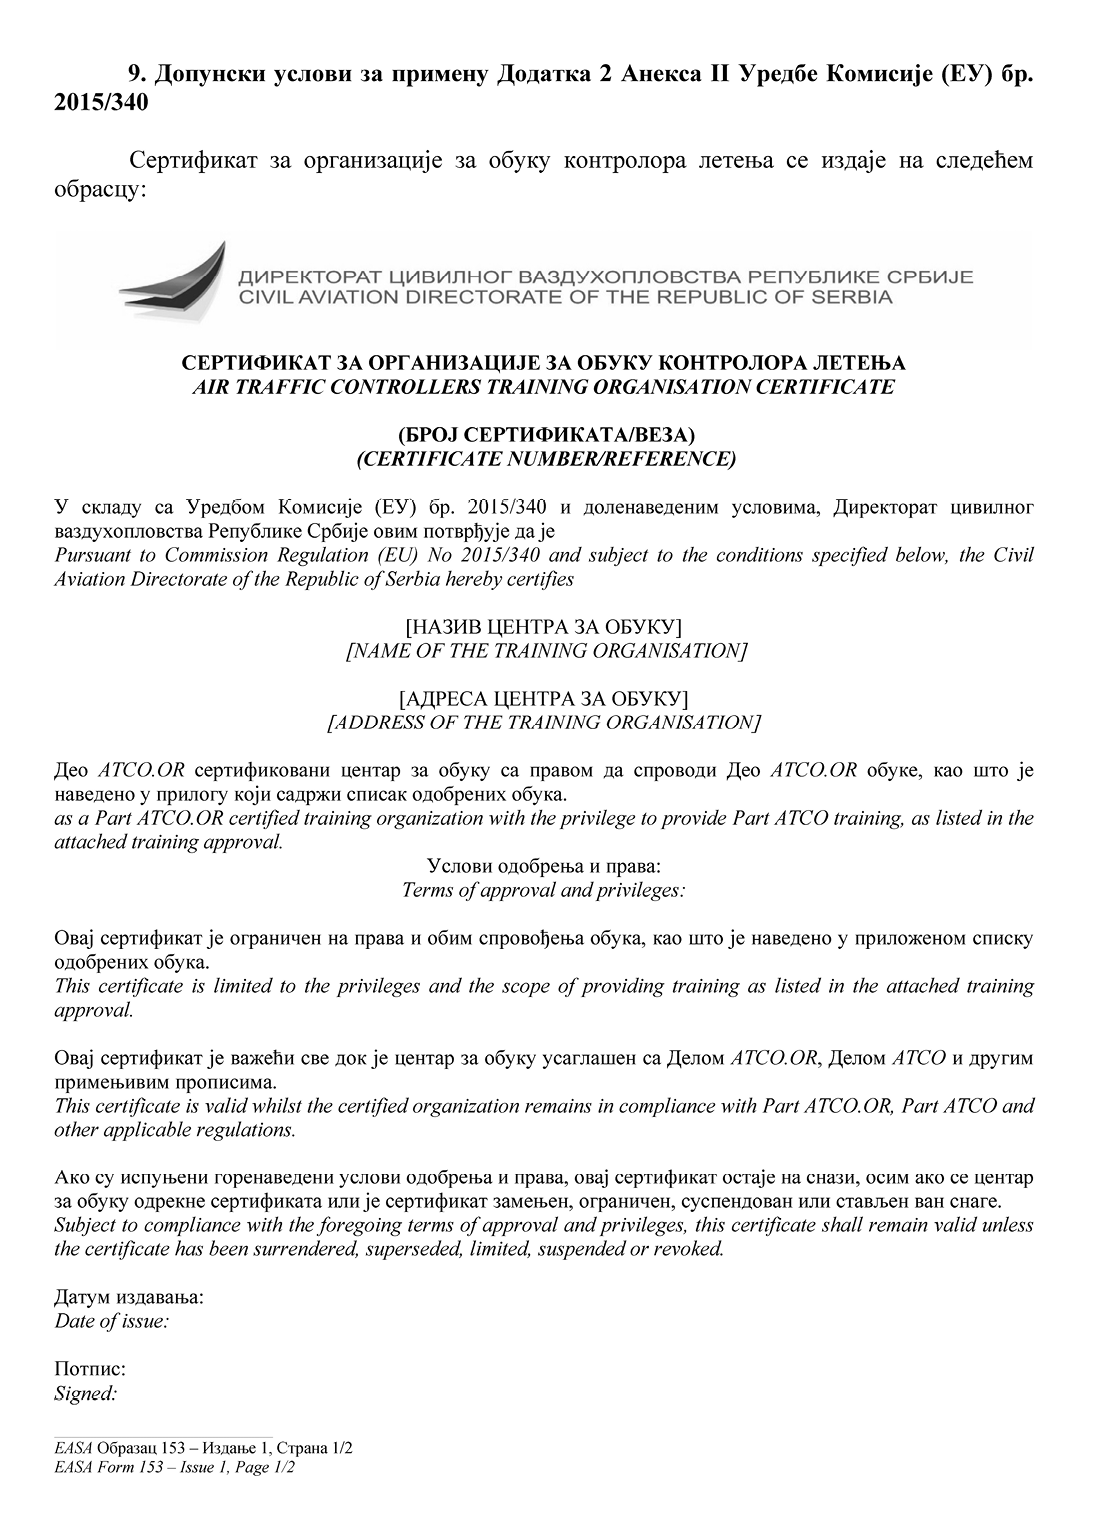 9. Допунски услови за примену Додатка 2 Анекса II Уредбе Комисије (ЕУ) бр.
2015/340
Сертификат за организације за обуку контролора летења се издаје на следећем
обрасцу:
ДИРЕКТОРАТ ЦИВИЛНОГ ВАЗДУХОПЛОВСТВА РЕПУБЛИКЕ СРБИЈЕ
CIVIL AVIATION DIRECTORATE OF THE REPUBLIC OF SERBIA
СЕРТИФИКАТ ЗА ОРГАНИЗАЦИЈЕ ЗА ОБУКУ КОНТРОЛОРА ЛЕТЕЊА
AIR TRAFFIC CONTROLLERS TRAINING ORGANISATION CERTIFICATE
(БРОЈ СЕРТИФИКАТА/ВЕЗА)
(CERTIFICATE NUMBER/REFERENCE)
У складу са Уредбом Комисије (ЕУ) бр. 2015/340 и доленаведеним условима, Директорат цивилног
ваздухопловства Републике Србије овим потврђује да је
Pursuant to Commission Regulation (EU) No 2015/340 and subject to the conditions specified below, the Civil
Aviation Directorate of the Republic of Serbia hereby certifies
[НАЗИВ ЦЕНТРА ЗА ОБУКУ]
[NAME OF THE TRAINING ORGANISATION]
[АДРЕСА ЦЕНТРА ЗА ОБУКУ]
[ADDRESS OF THE TRAINING ORGANISATION]
Део ATCO.OR сертификовани центар за обуку са правом да спроводи Део ATCO.OR обуке, као што је
наведено у прилогу који садржи списак одобрених обука.
as a Part ATCO.OR certified training organization with the privilege to provide Part ATCO training, as listed in the
attached training approval.
Услови одобрења и права:
Terms of approval and privileges:
Овај сертификат је ограничен на права и обим спровођења обука, као што је наведено у приложеном списку
одобрених обука.
This certificate is limited to the privileges and the scope of providing training as listed in the attached training
approval.
Овај сертификат је важећи све док је центар за обуку усаглашен са Делом ATCO.OR, Делом ATCO и другим
примењивим прописима.
This certificate is valid whilst the certified organization remains in compliance with Part ATCO.OR, Part ATCO and
other applicable regulations.
Ако су испуњени горенаведени услови одобрења и права, овај сертификат остаје на снази, осим ако се центар
за обуку одрекне сертификата или је сертификат замењен, ограничен, суспендован или стављен ван снаге.
Subject to compliance with the foregoing terms of approval and privileges, this certificate shall remain valid unless
the certificate has been surrendered, superseded, limited, suspended or revoked.
Датум издавања:
Date of issue:
Потпис:
Signed:
EASA Образац 153 – Издање 1, Страна 1/2
EASA Form 153 – Issue 1, Page 1/2